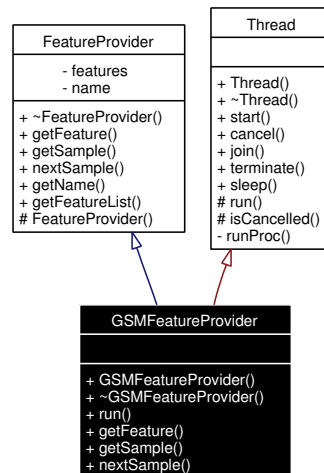 FeatureProvider
- features
- name
+ ~FeatureProvider()
+ getFeature()
+ getSample()
+ nextSample()
+ getName()
+ getFeatureList()
# FeatureProvider()
Thread
+ Thread()
+ ~Thread()
+ start()
+ cancel()
+ join()
+ terminate()
+ sleep()
# run()
# isCancelled()
- runProc()
GSMFeatureProvider
+ GSMFeatureProvider()
+ ~GSMFeatureProvider()
+ run()
+ getFeature()
+ getSample()
+ nextSample()